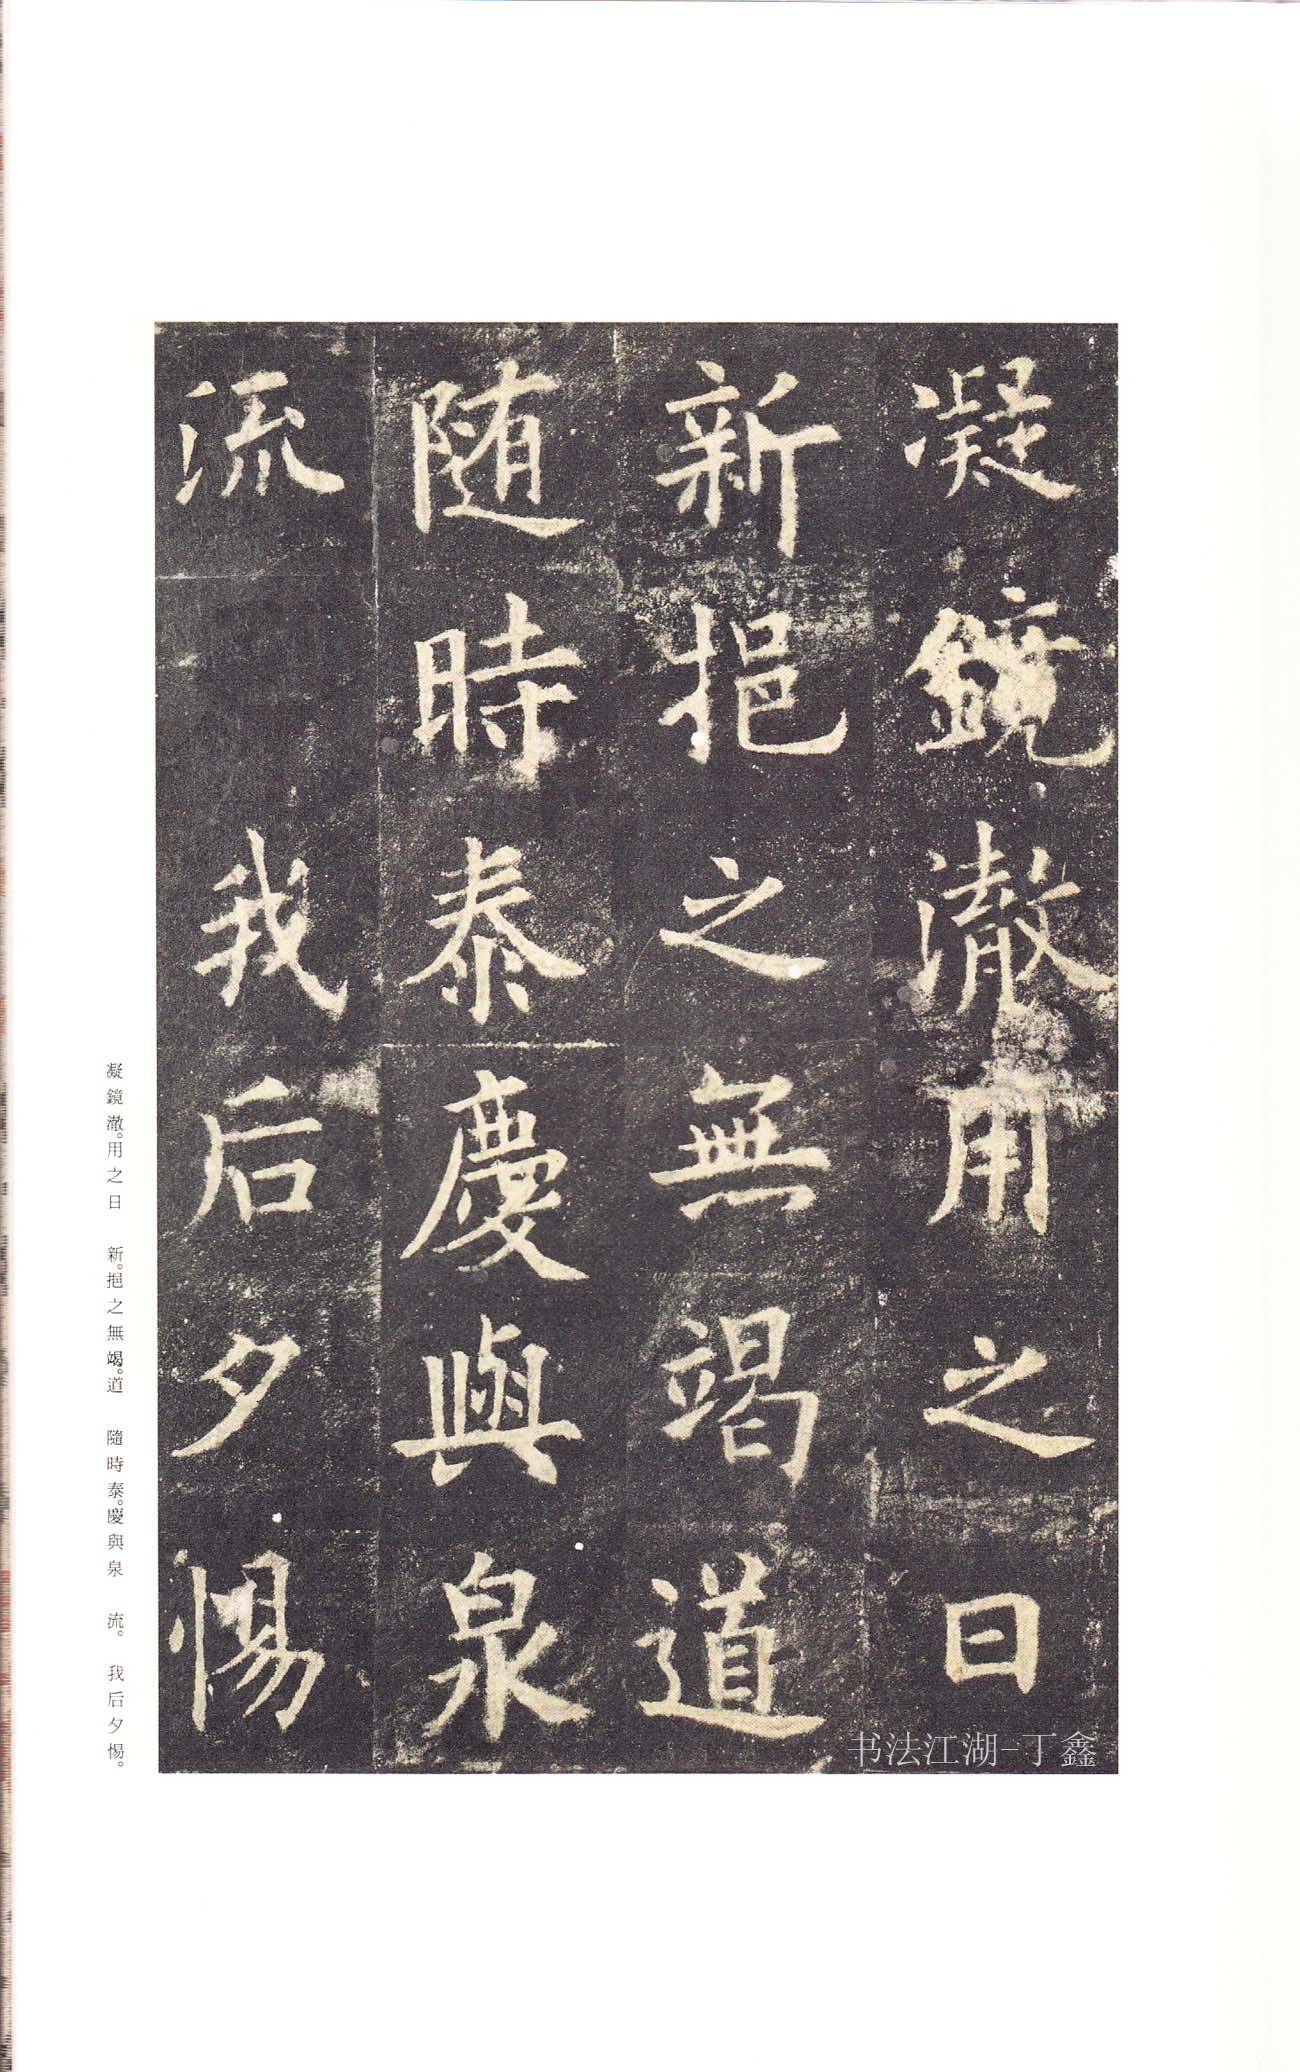 凝鏡澈用之日
新挹之無竭道
随時泰慶與泉
流 我后夕惕
凝鏡澈。用之日 新。挹之無竭。道 隨時泰。慶與泉 流。 我后夕惕。
书法江湖-丁鑫